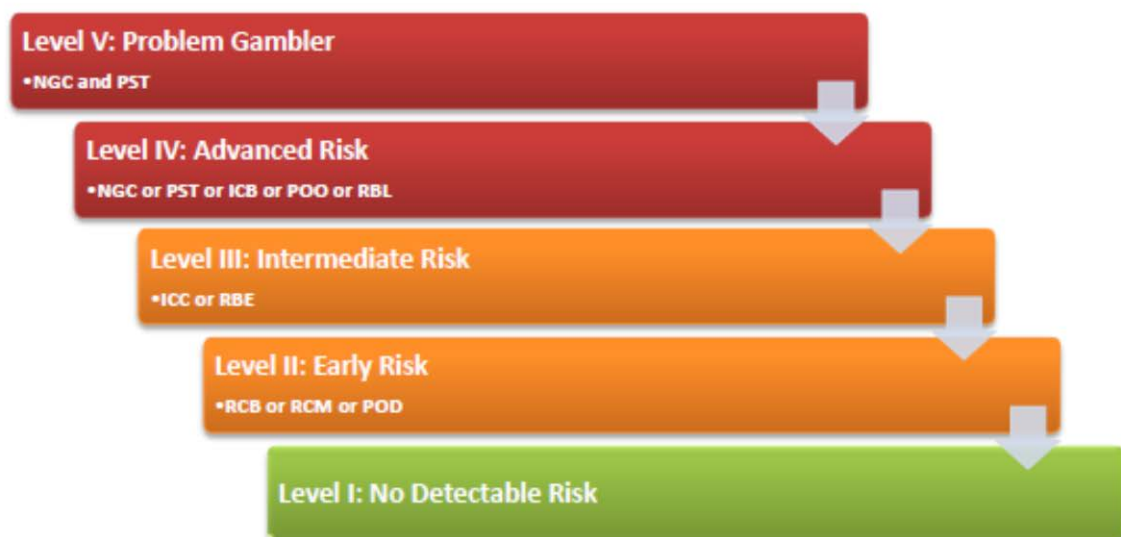 Level V: Problem Gambler
•NGC and PST
Level IV: Advanced Risk
•NGC or PST or ICB or POO or RBL
Level III: Intermediate Risk
•ICC or RBE
Level II: Early Risk
•RCB or RCM or POD
Level I: No Detectable Risk